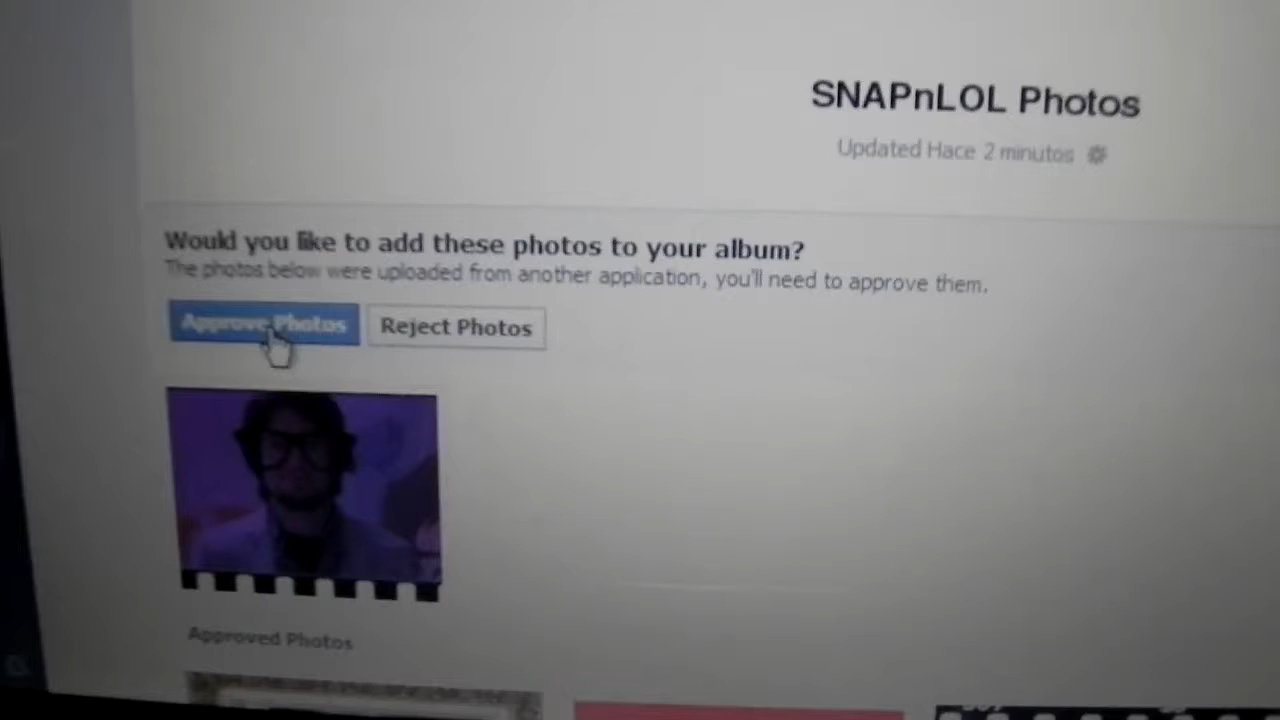 SNAPnLOL Photos
Updated Hace 2 minutos
Would you like to add these photos to your album?
The photos below were uploaded from another application, you'll need to approve them.
Approve Photos
Reject Photos
Approved Photos